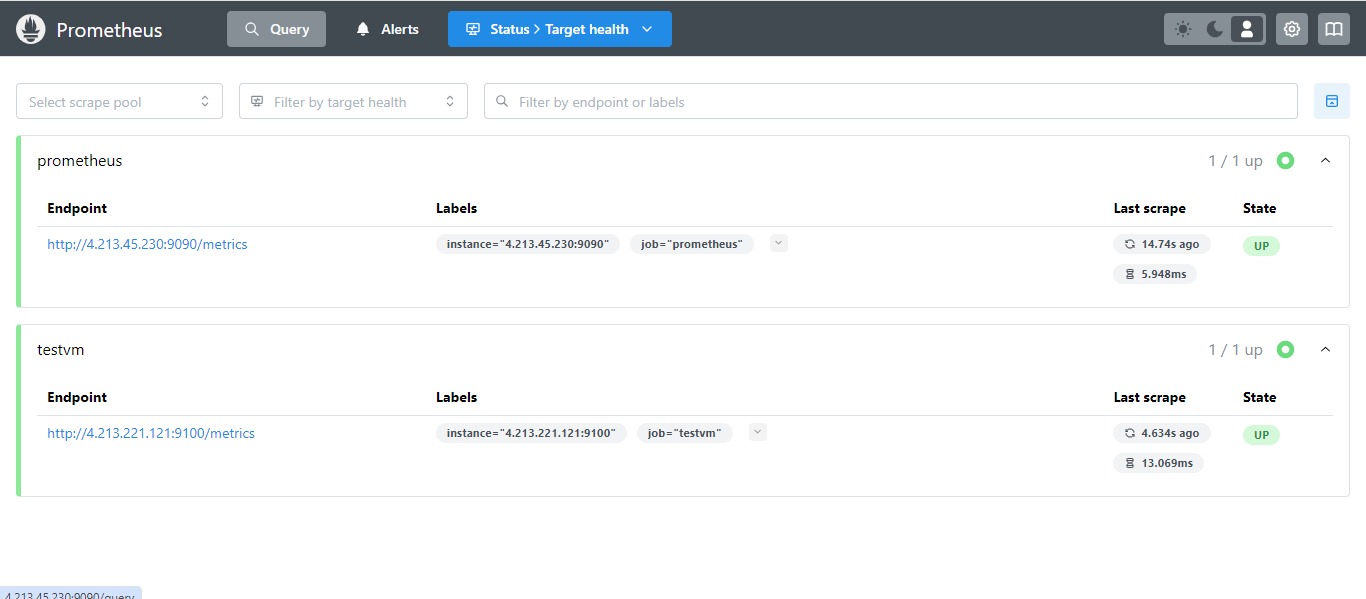 Prometheus Query Alerts Status > Target health
Select scrape pool Filter by target health Filter by endpoint or labels
prometheus 1 / 1 up
Endpoint Labels Last scrape State
http://4.213.45.230:9090/metrics instance="4.213.45.230:9090" job="prometheus" 14.74s ago UP
5.948ms
testvm 1 / 1 up
Endpoint Labels Last scrape State
http://4.213.221.121:9100/metrics instance="4.213.221.121:9100" job="testvm" 4.634s ago UP
13.069ms
4.213.45.230:9090/query